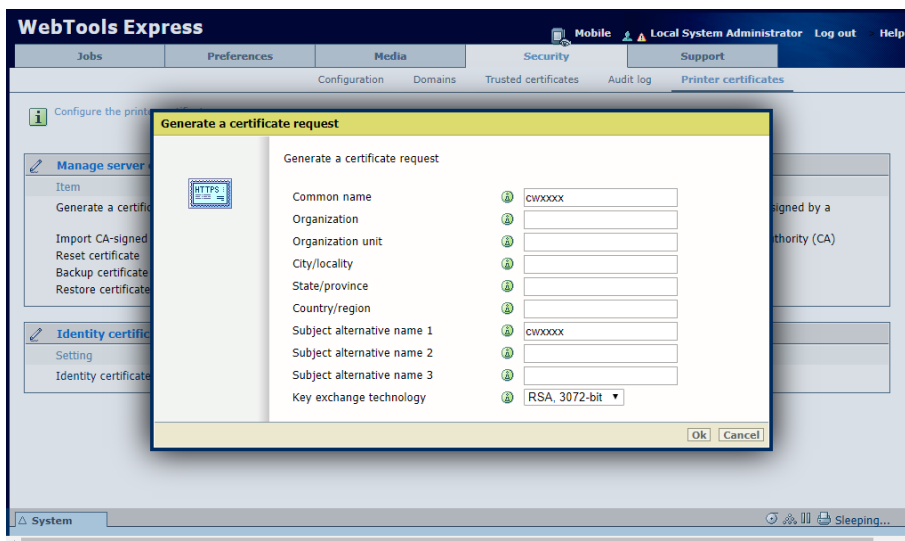 WebTools Express
Mobile Local System Administrator Log out Help
Jobs Preferences Media Security Support
Configuration Domains Trusted certificates Audit log Printer certificates
Configure the
Generate a certificate request
Generate a certificate request
Manage server
Item
HTTPS:
Common name cwxxxx
Generate a signed by a
Organization
Organization unit
Import CA-signed (CA)
Reset certificate
City/locality
Backup certificate
State/province
Restore certificate
Country/region
Subject alternative name 1 cwxxxx
Identity
Setting
Subject alternative name 2
Identity certificate
Subject alternative name 3
Key exchange technology RSA, 3072-bit
Ok Cancel
System Sleeping...